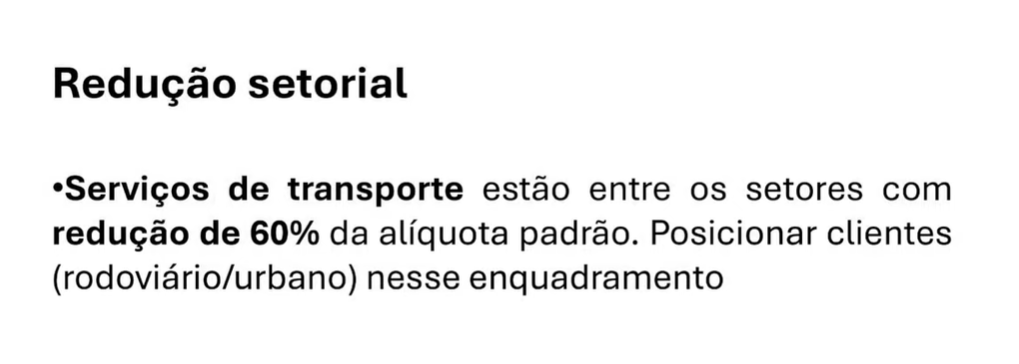 Redução setorial
•Serviços de transporte estão entre os setores com
redução de 60% da alíquota padrão. Posicionar clientes
(rodoviário/urbano) nesse enquadramento